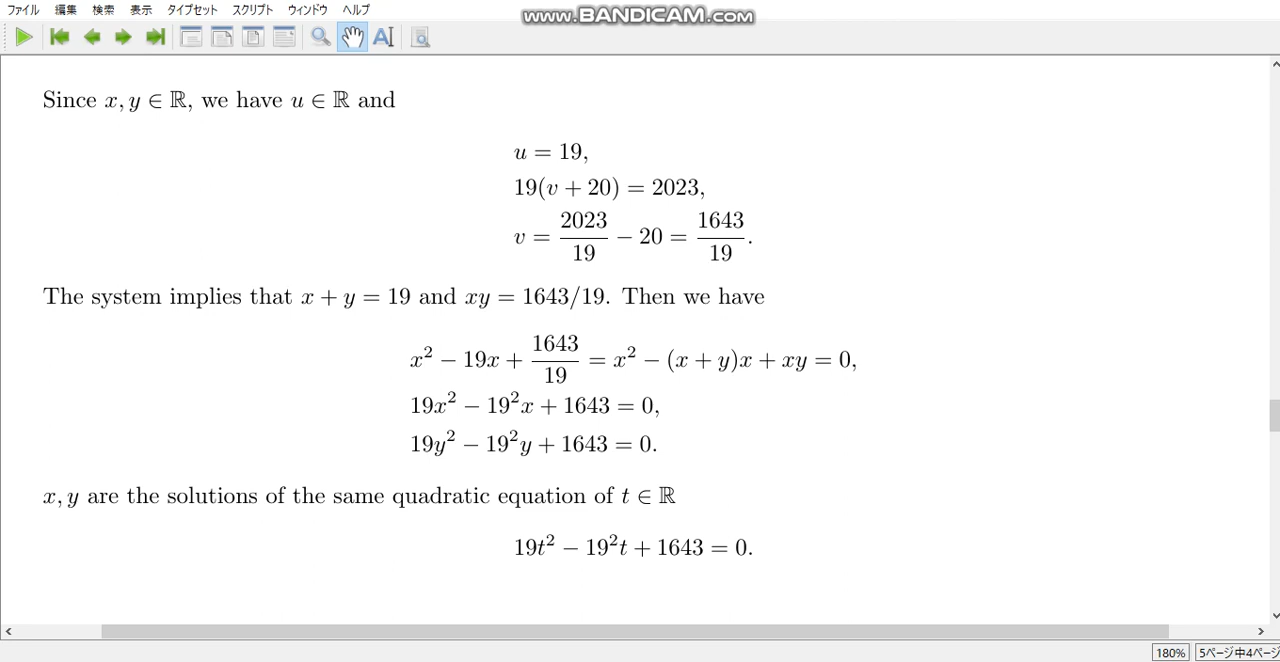 ファイル 編集 検索 表示 タイプセット スクリプト ウィンドウ ヘルプ
www.BANDICAM.com
Since x, y ∈ ℝ, we have u ∈ ℝ and
u = 19,
19(v + 20) = 2023,
v = 2023/19 − 20 = 1643/19.
The system implies that x + y = 19 and xy = 1643/19. Then we have
x² − 19x + 1643/19 = x² − (x + y)x + xy = 0,
19x² − 19²x + 1643 = 0,
19y² − 19²y + 1643 = 0.
x, y are the solutions of the same quadratic equation of t ∈ ℝ
19t² − 19²t + 1643 = 0.
180% 5ページ中4ページ